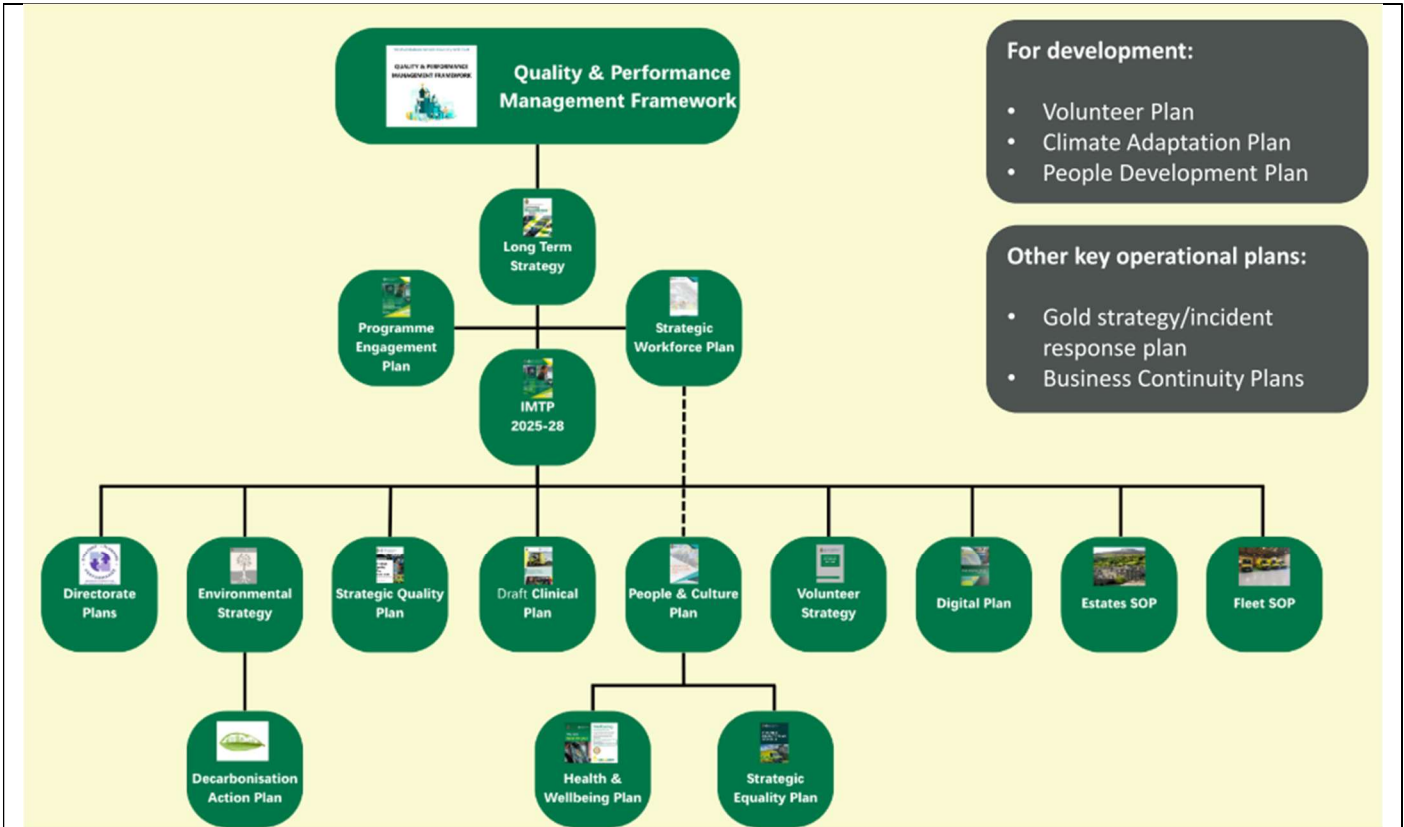 QUALITY & PERFORMANCE
MANAGEMENT FRAMEWORK
Quality & Performance
Management Framework
For development:
• Volunteer Plan
• Climate Adaptation Plan
• People Development Plan
Long Term
Strategy
Other key operational plans:
• Gold strategy/incident
response plan
• Business Continuity Plans
Programme
Engagement
Plan
Strategic
Workforce Plan
IMTP
2025-28
Directorate
Plans
Environmental
Strategy
Strategic Quality
Plan
Draft Clinical
Plan
People & Culture
Plan
Volunteer
Strategy
Digital Plan
Estates SOP
Fleet SOP
Decarbonisation
Action Plan
Health &
Wellbeing Plan
Strategic
Equality Plan